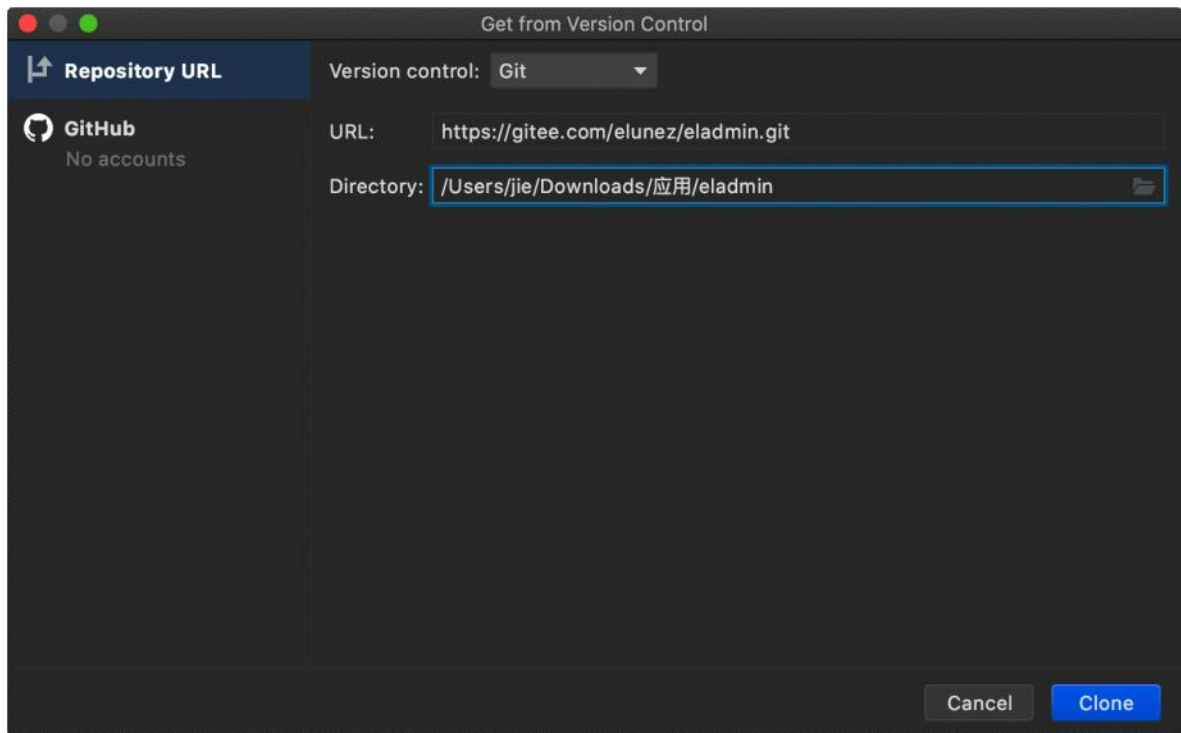 Get from Version Control
Repository URL
GitHub
No accounts
Version control: Git
URL: https://gitee.com/elunez/eladmin.git
Directory: /Users/jie/Downloads/应用/eladmin
Cancel Clone